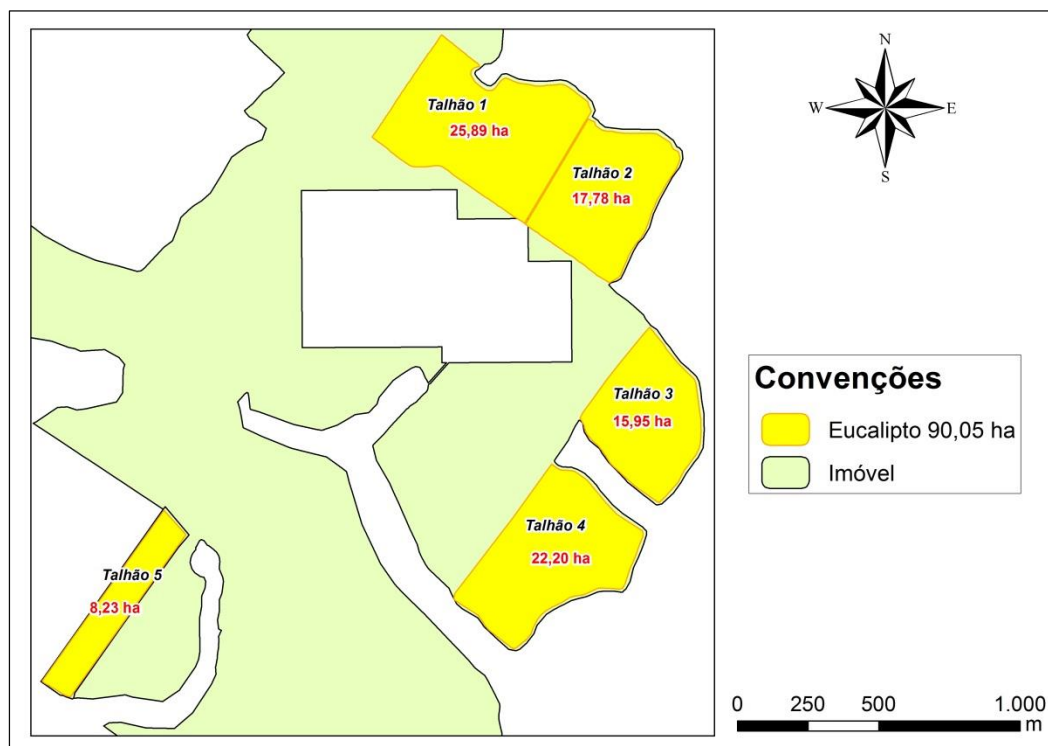 Talhão 1
25,89 ha
Talhão 2
17,78 ha
Talhão 3
15,95 ha
Talhão 4
22,20 ha
Talhão 5
8,23 ha
N
W E
S
Convenções
Eucalipto 90,05 ha
Imóvel
0 250 500 1.000
m